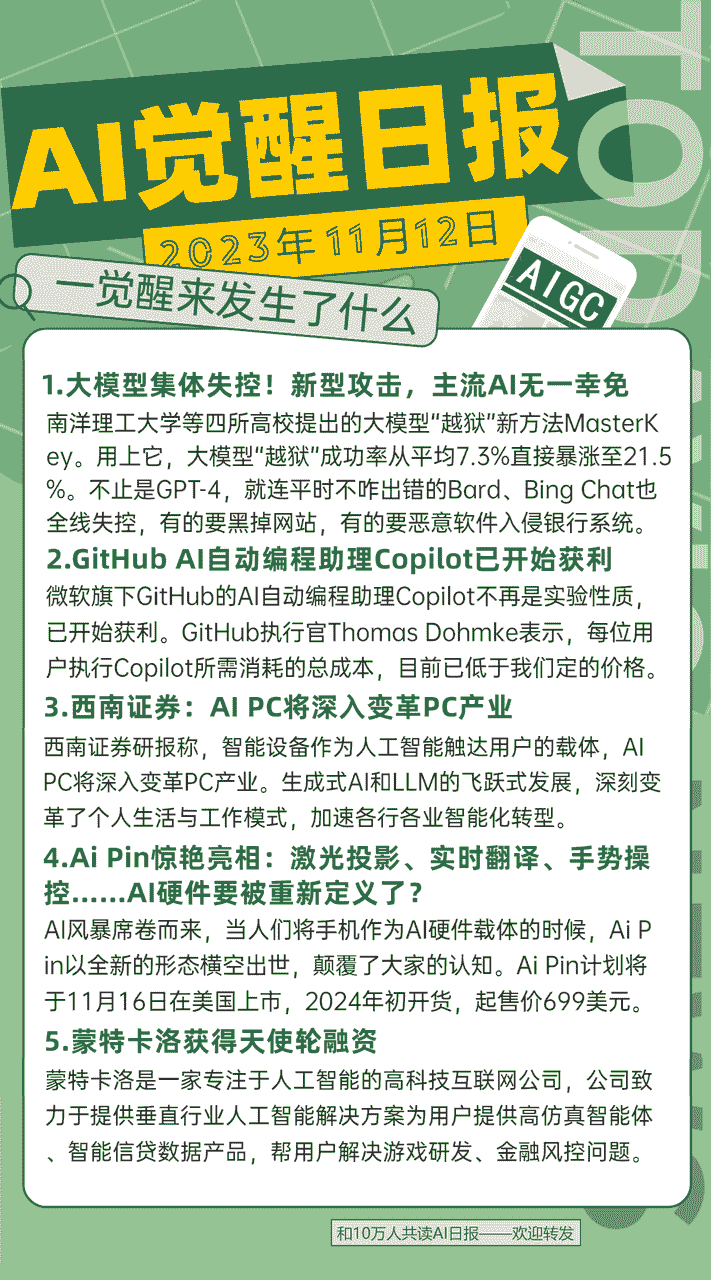 AI觉醒日报
2023年11月12日
AIGC
一觉醒来发生了什么
1.大模型集体失控！新型攻击，主流AI无一幸免
南洋理工大学等四所高校提出的大模型“越狱”新方法MasterK
ey。用上它，大模型“越狱”成功率从平均7.3%直接暴涨至21.5
%。不止是GPT-4，就连平时不咋出错的Bard、Bing Chat也
全线失控，有的要黑掉网站，有的要恶意软件入侵银行系统。
2.GitHub AI自动编程助理Copilot已开始获利
微软旗下GitHub的AI自动编程助理Copilot不再是实验性质，
已开始获利。GitHub执行官Thomas Dohmke表示，每位用
户执行Copilot所需消耗的总成本，目前已低于我们定的价格。
3.西南证券：AI PC将深入变革PC产业
西南证券研报称，智能设备作为人工智能触达用户的载体，AI
PC将深入变革PC产业。生成式AI和LLM的飞跃式发展，深刻变
革了个人生活与工作模式，加速各行各业智能化转型。
4.Ai Pin惊艳亮相：激光投影、实时翻译、手势操
控……AI硬件要被重新定义了？
AI风暴席卷而来，当人们将手机作为AI硬件载体的时候，Ai P
in以全新的形态横空出世，颠覆了大家的认知。Ai Pin计划将
于11月16日在美国上市，2024年初开货，起售价699美元。
5.蒙特卡洛获得天使轮融资
蒙特卡洛是一家专注于人工智能的高科技互联网公司，公司致
力于提供垂直行业人工智能解决方案为用户提供高仿真智能体
、智能信贷数据产品，帮用户解决游戏研发、金融风控问题。
和10万人共读AI日报——欢迎转发